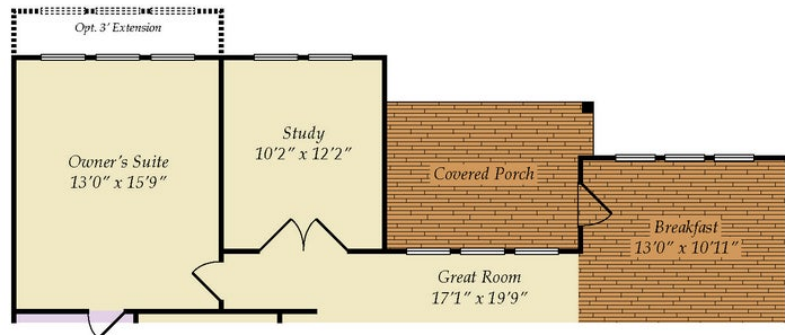 Opt. 3' Extension
Owner's Suite
13'0" x 15'9"
Study
10'2" x 12'2"
Covered Porch
Breakfast
13'0" x 10'11"
Great Room
17'1" x 19'9"